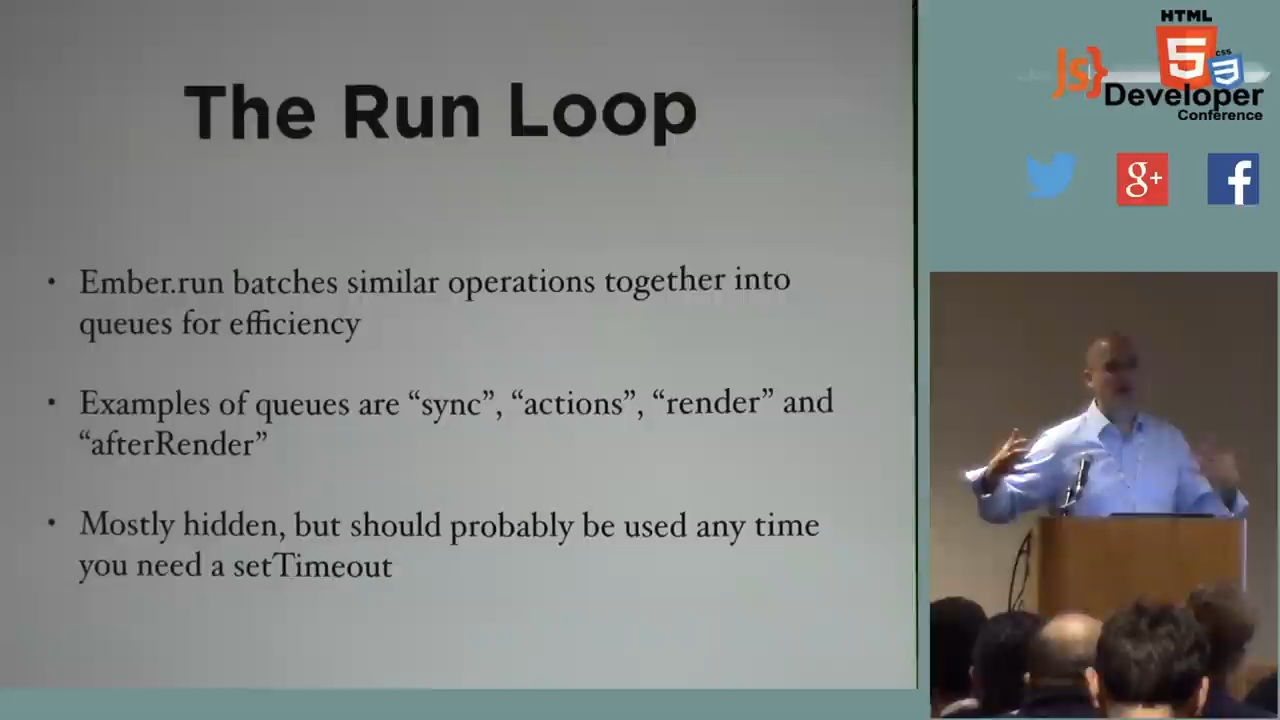 The Run Loop
• Ember.run batches similar operations together into
queues for efficiency
• Examples of queues are “sync”, “actions”, “render” and
“afterRender”
• Mostly hidden, but should probably be used any time
you need a setTimeout
HTML
5
CSS
3
JS}
Developer
Conference
g+
f